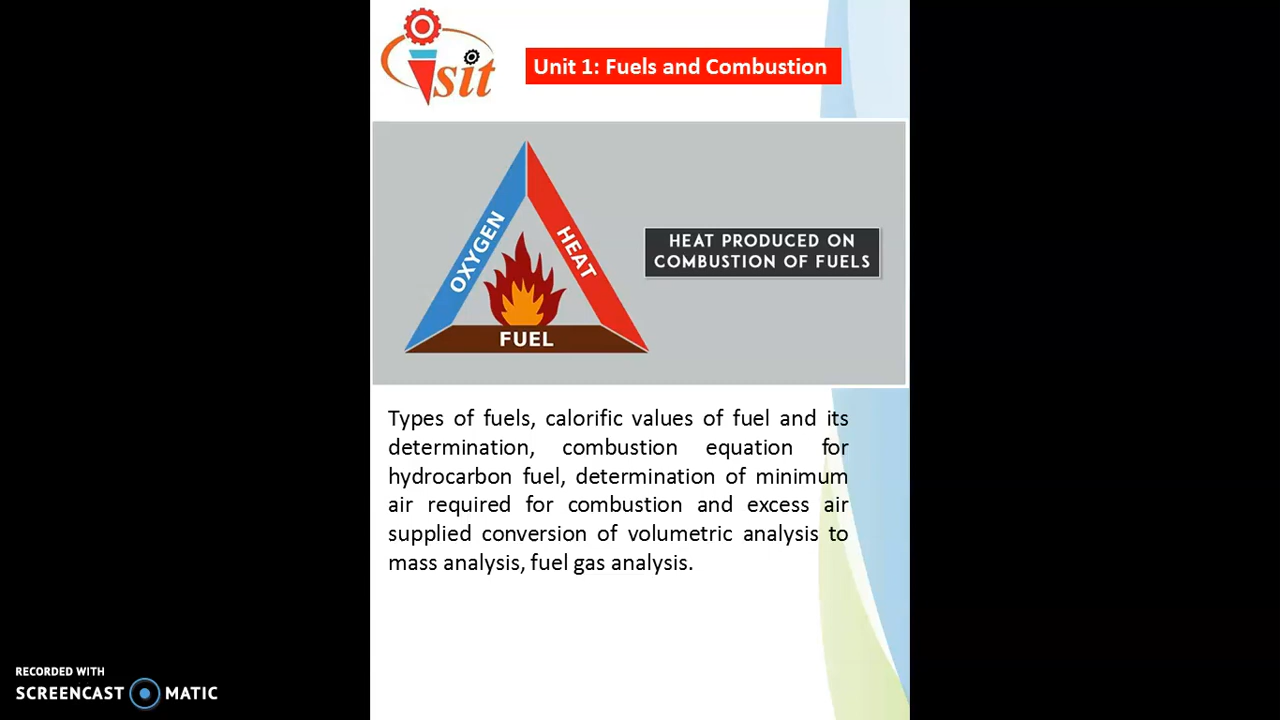 isit
Unit 1: Fuels and Combustion
OXYGEN
HEAT
FUEL
HEAT PRODUCED ON
COMBUSTION OF FUELS
Types of fuels, calorific values of fuel and its
determination, combustion equation for
hydrocarbon fuel, determination of minimum
air required for combustion and excess air
supplied conversion of volumetric analysis to
mass analysis, fuel gas analysis.
RECORDED WITH
SCREENCAST MATIC